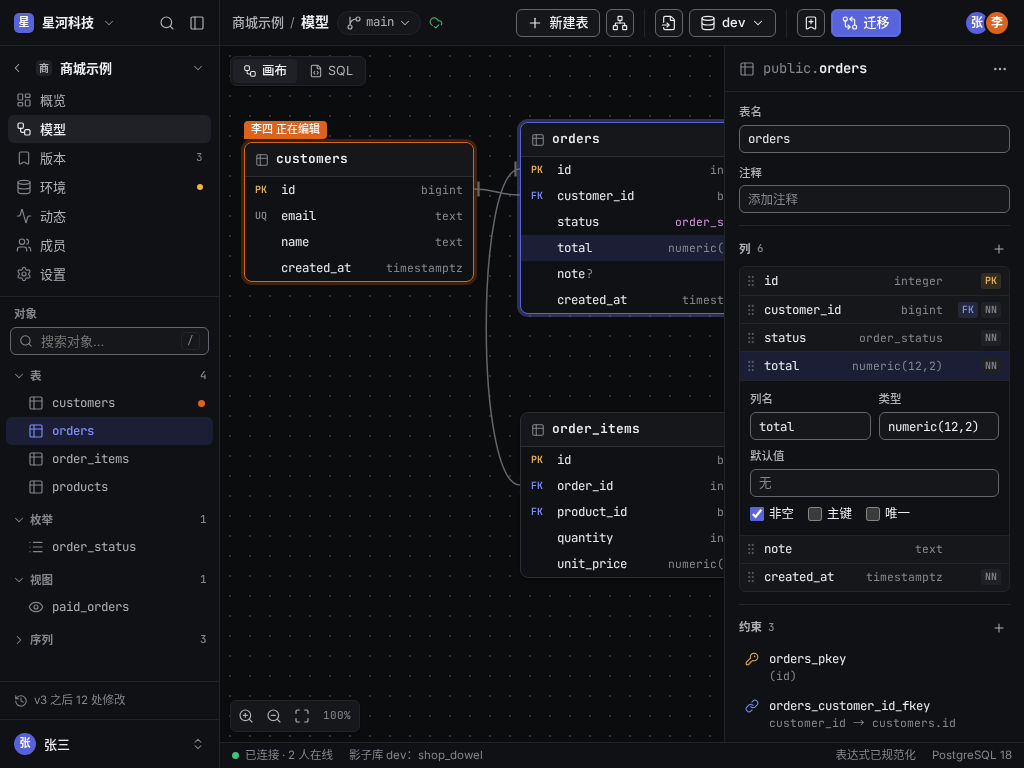 星 星河科技
商城示例 / 模型 main
新建表 dev 迁移 张 李
商 商城示例
概览
模型
版本 3
环境
动态
成员
设置
对象
搜索对象... /
表 4
customers
orders
order_items
products
枚举 1
order_status
视图 1
paid_orders
序列 3
v3 之后 12 处修改
张 张三
画布 SQL
李四 正在编辑
customers
PK id bigint
UQ email text
name text
created_at timestamptz
orders
PK id in
FK customer_id b
status order_s
total numeric(
note?
created_at timest
order_items
PK id b
FK order_id in
FK product_id b
quantity in
unit_price numeric(
100%
已连接 · 2 人在线 影子库 dev: shop_dowel 表达式已规范化 PostgreSQL 18
public.orders
表名
orders
注释
添加注释
列 6
id integer PK
customer_id bigint FK NN
status order_status NN
total numeric(12,2) NN
列名 类型
total numeric(12,2)
默认值
无
非空 主键 唯一
note text
created_at timestamptz NN
约束 3
orders_pkey
(id)
orders_customer_id_fkey
customer_id → customers.id